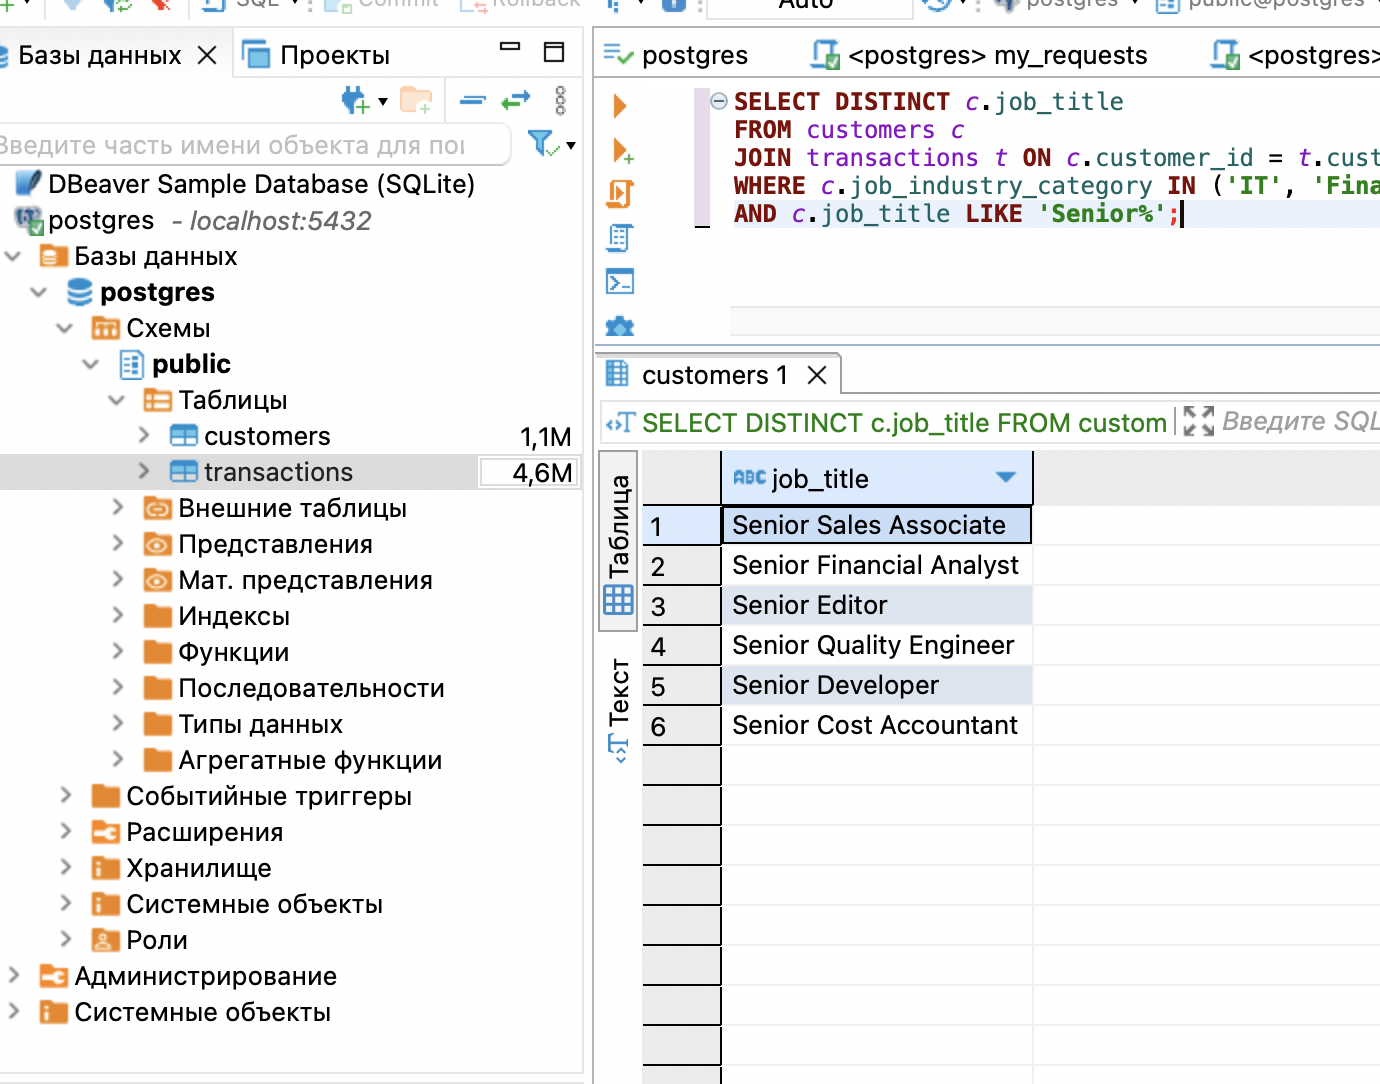 SQL Commit Rollback Auto postgres public@postgres
Базы данных Проекты
Введите часть имени объекта для
DBeaver Sample Database (SQLite)
postgres - localhost:5432
Базы данных
postgres
Схемы
public
Таблицы
customers 1,1M
transactions 4,6M
Внешние таблицы
Представления
Мат. представления
Индексы
Функции
Последовательности
Типы данных
Агрегатные функции
Событийные триггеры
Расширения
Хранилище
Системные объекты
Роли
Администрирование
Системные объекты
postgres <postgres> my_requests <postgres>
SELECT DISTINCT c.job_title
FROM customers c
JOIN transactions t ON c.customer_id = t.cust
WHERE c.job_industry_category IN ('IT', 'Fina
AND c.job_title LIKE 'Senior%';
customers 1
SELECT DISTINCT c.job_title FROM custom Введите SQL
Таблица
Текст
ABC job_title
1 Senior Sales Associate
2 Senior Financial Analyst
3 Senior Editor
4 Senior Quality Engineer
5 Senior Developer
6 Senior Cost Accountant